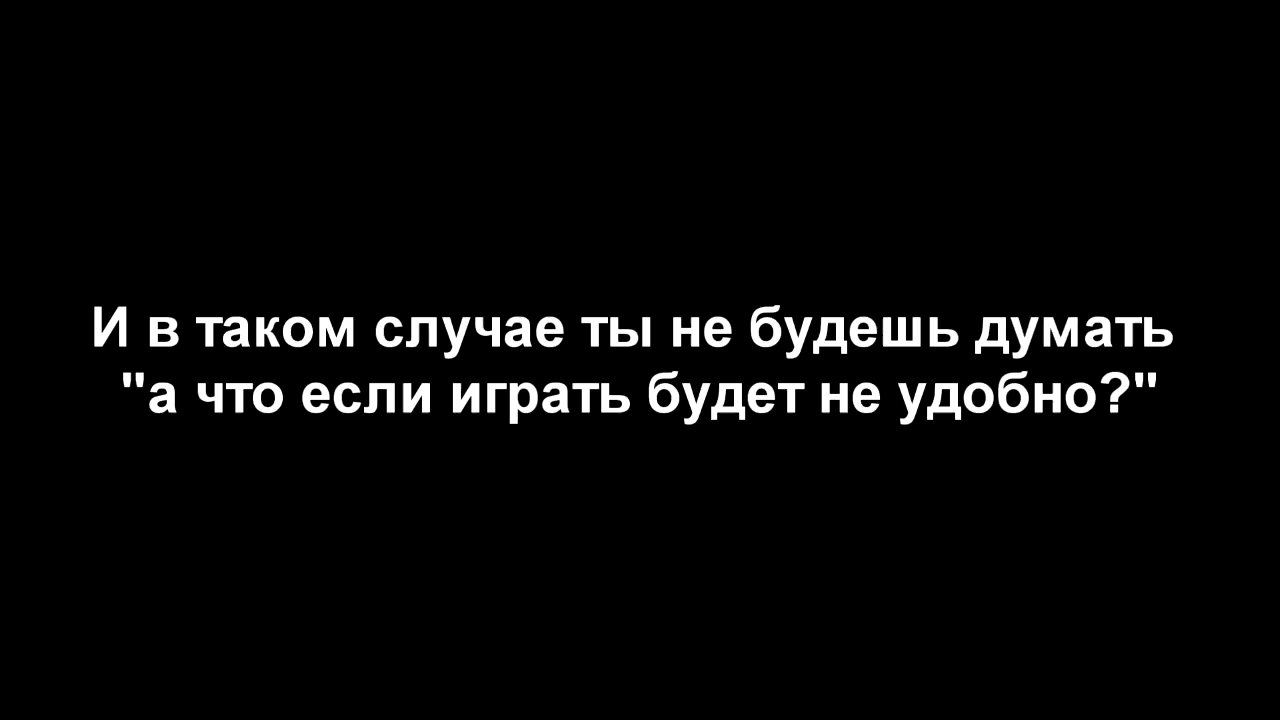 И в таком случае ты не будешь думать
"а что если играть будет не удобно?"